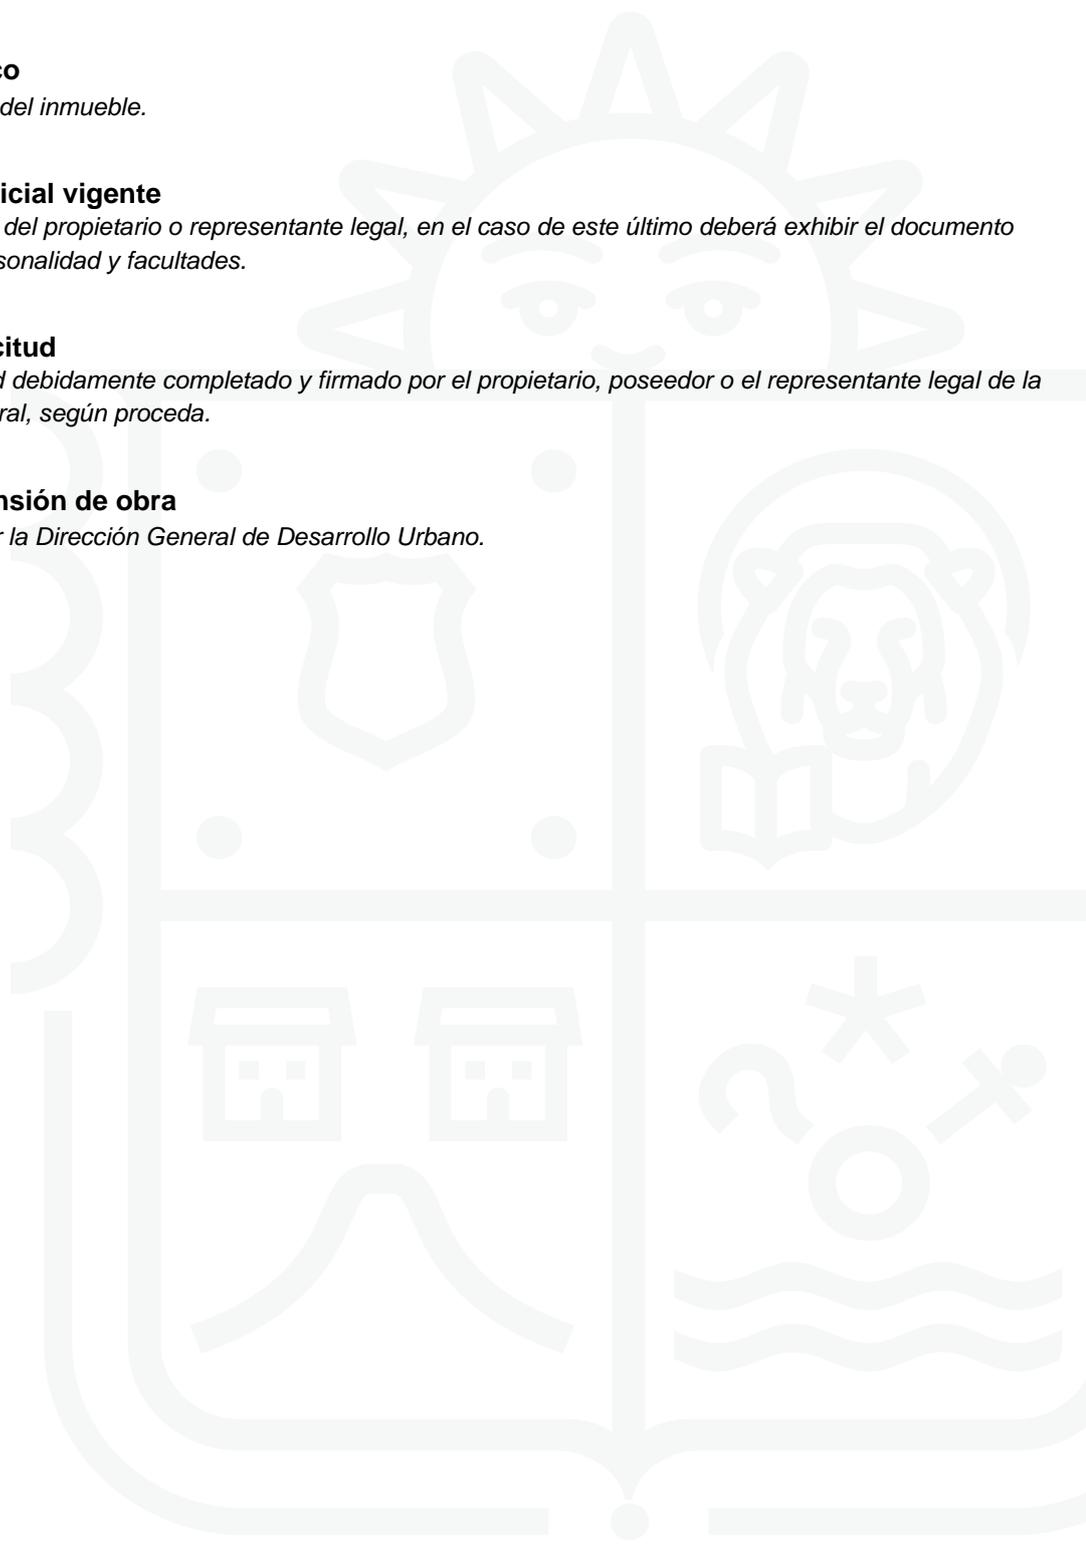 co
del inmueble.
icial vigente
del propietario o representante legal, en el caso de este último deberá exhibir el documento
sonalidad y facultades.
citud
d debidamente completado y firmado por el propietario, poseedor o el representante legal de la
ral, según proceda.
nsión de obra
r la Dirección General de Desarrollo Urbano.